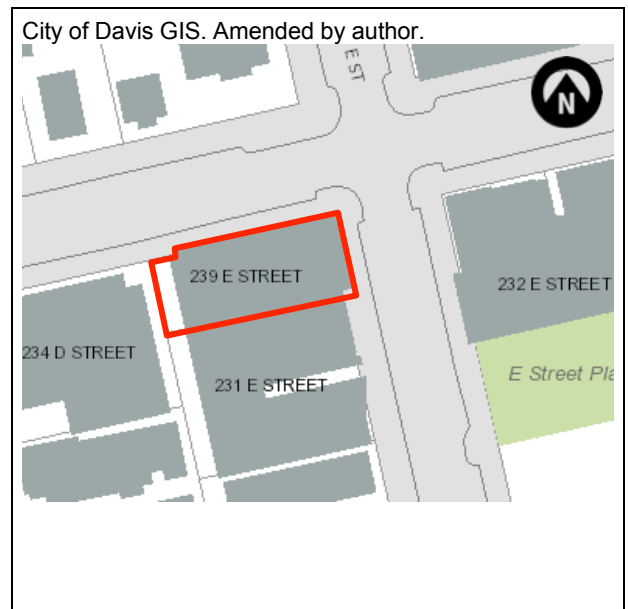 City of Davis GIS. Amended by author.
E ST
N
239 E STREET
232 E STREET
234 D STREET
E Street Pla
231 E STREET